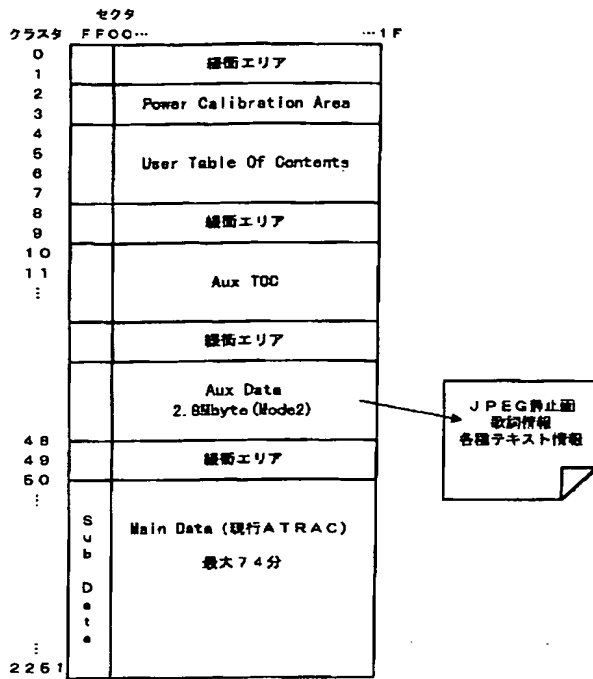 セクタ
クラスタ FF00… …1F
0
1
緩衝エリア
2
3
Power Calibration Area
4
5
6
7
User Table Of Contents
8
9
緩衝エリア
10
11
⋮
Aux TOC
緩衝エリア
Aux Data
2.8Mbyte(Mode2)
JPEG静止画
歌詞情報
各種テキスト情報
48
49
緩衝エリア
50
⋮
Sub Data
Main Data (現行ATRAC)
最大74分
⋮
2251